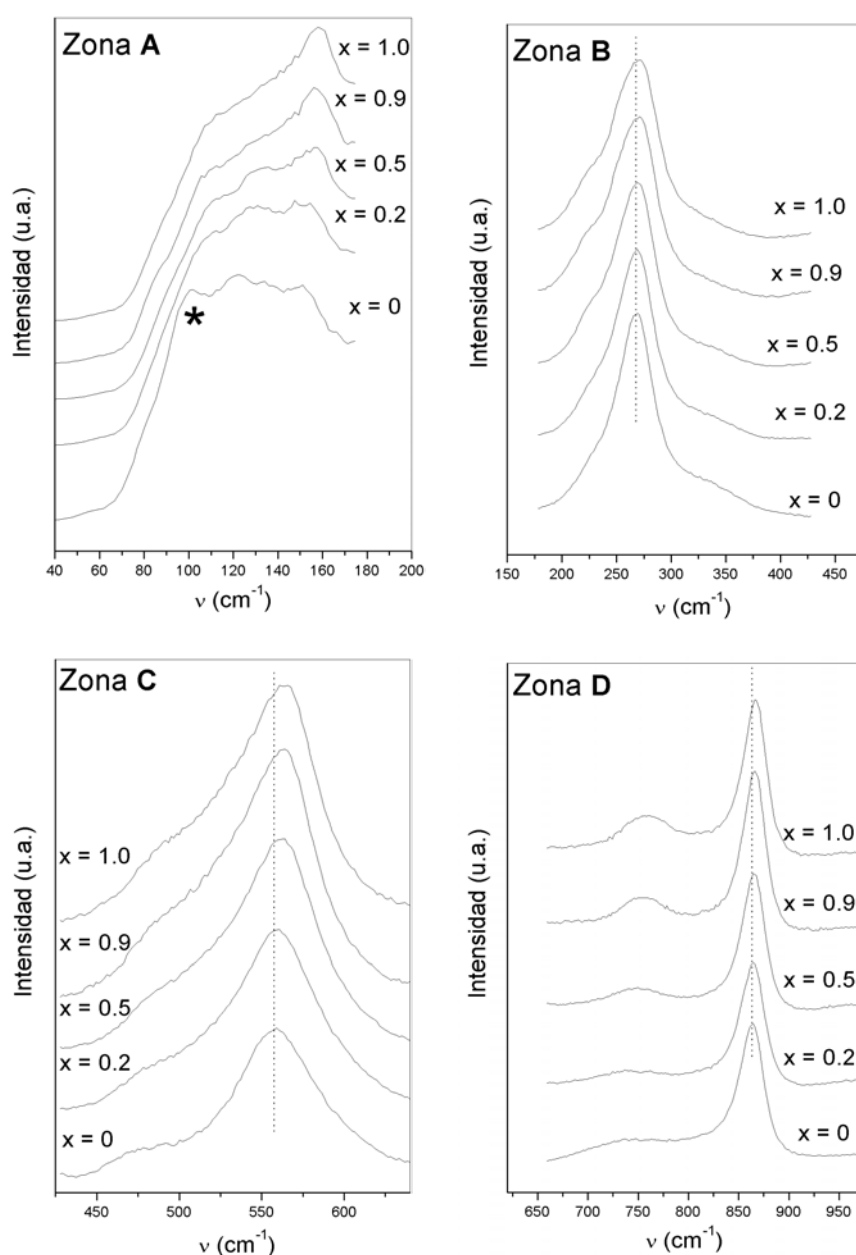 Zona A
x = 1.0
x = 0.9
x = 0.5
x = 0.2
x = 0
*
Intensidad (u.a.)
40 60 80 100 120 140 160 180 200
ν (cm⁻¹)
Zona B
x = 1.0
x = 0.9
x = 0.5
x = 0.2
x = 0
Intensidad (u.a.)
150 200 250 300 350 400 450
ν (cm⁻¹)
Zona C
x = 1.0
x = 0.9
x = 0.5
x = 0.2
x = 0
Intensidad (u.a.)
450 500 550 600
ν (cm⁻¹)
Zona D
x = 1.0
x = 0.9
x = 0.5
x = 0.2
x = 0
Intensidad (u.a.)
650 700 750 800 850 900 950
ν (cm⁻¹)